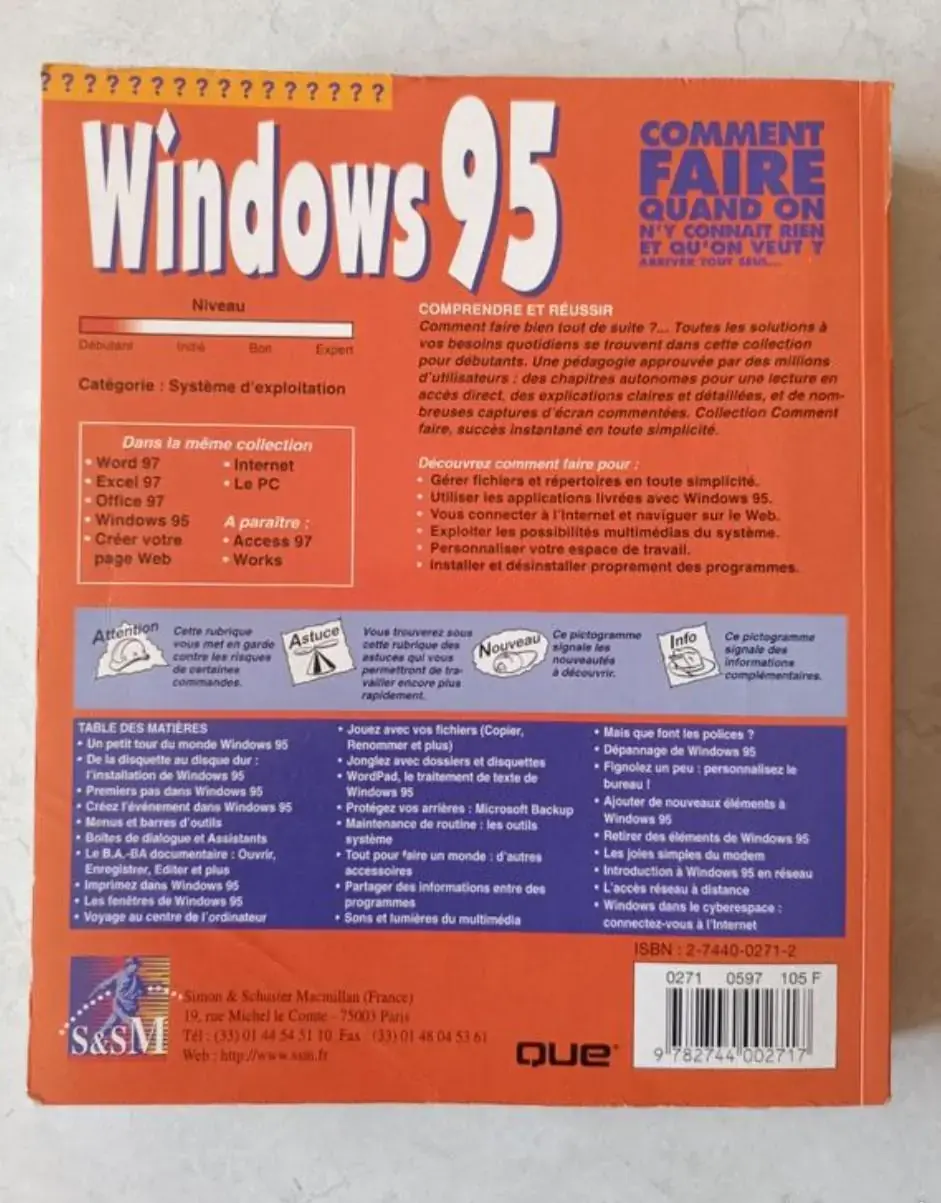 ? ? ? ? ? ? ? ? ? ? ? ? ? ? ? ?
Windows 95
COMMENT
FAIRE
QUAND ON
N'Y CONNAIT RIEN
ET QU'ON VEUT Y
ARRIVER TOUT SEUL...
Niveau
Débutant Initié Bon Expert
Catégorie : Système d'exploitation
Dans la même collection
• Word 97
• Excel 97
• Office 97
• Windows 95
• Créer votre
page Web
• Internet
• Le PC
A paraître :
• Access 97
• Works
COMPRENDRE ET RÉUSSIR
Comment faire bien tout de suite ?... Toutes les solutions à
vos besoins quotidiens se trouvent dans cette collection
pour débutants. Une pédagogie approuvée par des millions
d'utilisateurs : des chapitres autonomes pour une lecture en
accès direct, des explications claires et détaillées, et de nom-
breuses captures d'écran commentées. Collection Comment
faire, succès instantané en toute simplicité.
Découvrez comment faire pour :
• Gérer fichiers et répertoires en toute simplicité.
• Utiliser les applications livrées avec Windows 95.
• Vous connecter à l'Internet et naviguer sur le Web.
• Exploiter les possibilités multimédias du système.
• Personnaliser votre espace de travail.
• Installer et désinstaller proprement des programmes.
Attention
Cette rubrique
vous met en garde
contre les risques
de certaines
commandes.
Astuce
Vous trouverez sous
cette rubrique des
astuces qui vous
permettront de tra-
vailler encore plus
rapidement.
Nouveau
Ce pictogramme
signale les
nouveautés
à découvrir.
Info
Ce pictogramme
signale des
informations
complémentaires.
TABLE DES MATIÈRES
• Un petit tour du monde Windows 95
• De la disquette au disque dur :
l'installation de Windows 95
• Premiers pas dans Windows 95
• Créez l'événement dans Windows 95
• Menus et barres d'outils
• Boîtes de dialogue et Assistants
• Le B.A.-BA documentaire : Ouvrir,
Enregistrer, Editer et plus
• Imprimez dans Windows 95
• Les fenêtres de Windows 95
• Voyage au centre de l'ordinateur
• Jouez avec vos fichiers (Copier,
Renommer et plus)
• Jonglez avec dossiers et disquettes
• WordPad, le traitement de texte de
Windows 95
• Protégez vos arrières : Microsoft Backup
• Maintenance de routine : les outils
système
• Tout pour faire un monde : d'autres
accessoires
• Partager des informations entre des
programmes
• Sons et lumières du multimédia
• Mais que font les polices ?
• Dépannage de Windows 95
• Fignolez un peu : personnalisez le
bureau !
• Ajouter de nouveaux éléments à
Windows 95
• Retirer des éléments de Windows 95
• Les joies simples du modem
• Introduction à Windows 95 en réseau
• L'accès réseau à distance
• Windows dans le cyberespace :
connectez-vous à l'Internet
S&SM
Simon & Schuster Macmillan (France)
19, rue Michel le Comte - 75003 Paris
Tél : (33) 01 44 54 51 10 Fax (33) 01 48 04 53 61
Web : http://www.ssm.fr
QUE®
ISBN : 2-7440-0271-2
0271 0597 105 F
9 782744 002717